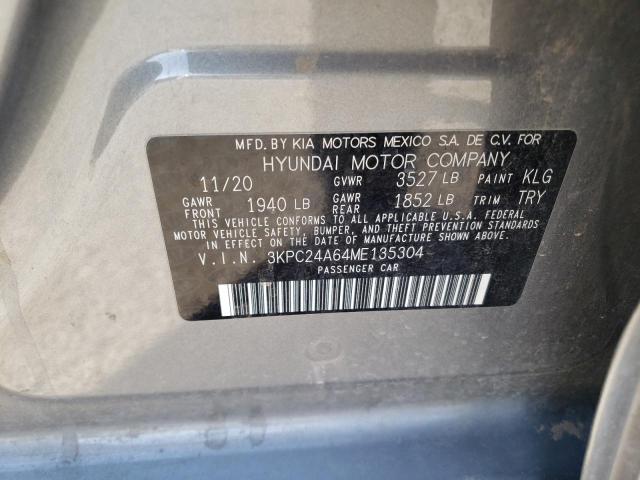 MFD. BY KIA MOTORS MEXICO S.A. DE C.V. FOR
HYUNDAI MOTOR COMPANY
11/20 GVWR 3527 LB PAINT KLG
GAWR FRONT 1940 LB GAWR REAR 1852 LB TRIM TRY
THIS VEHICLE CONFORMS TO ALL APPLICABLE U.S.A. FEDERAL
MOTOR VEHICLE SAFETY, BUMPER, AND THEFT PREVENTION STANDARDS
IN EFFECT ON THE DATE OF MANUFACTURE SHOWN ABOVE.
V.I.N. 3KPC24A64ME135304
PASSENGER CAR